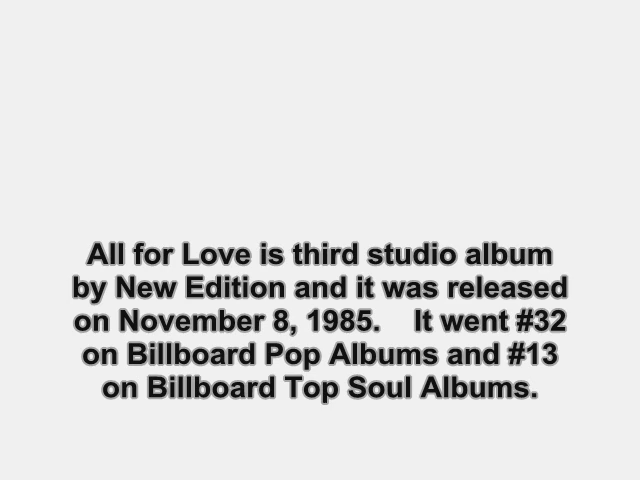 All for Love is third studio album
by New Edition and it was released
on November 8, 1985.    It went #32
on Billboard Pop Albums and #13
on Billboard Top Soul Albums.